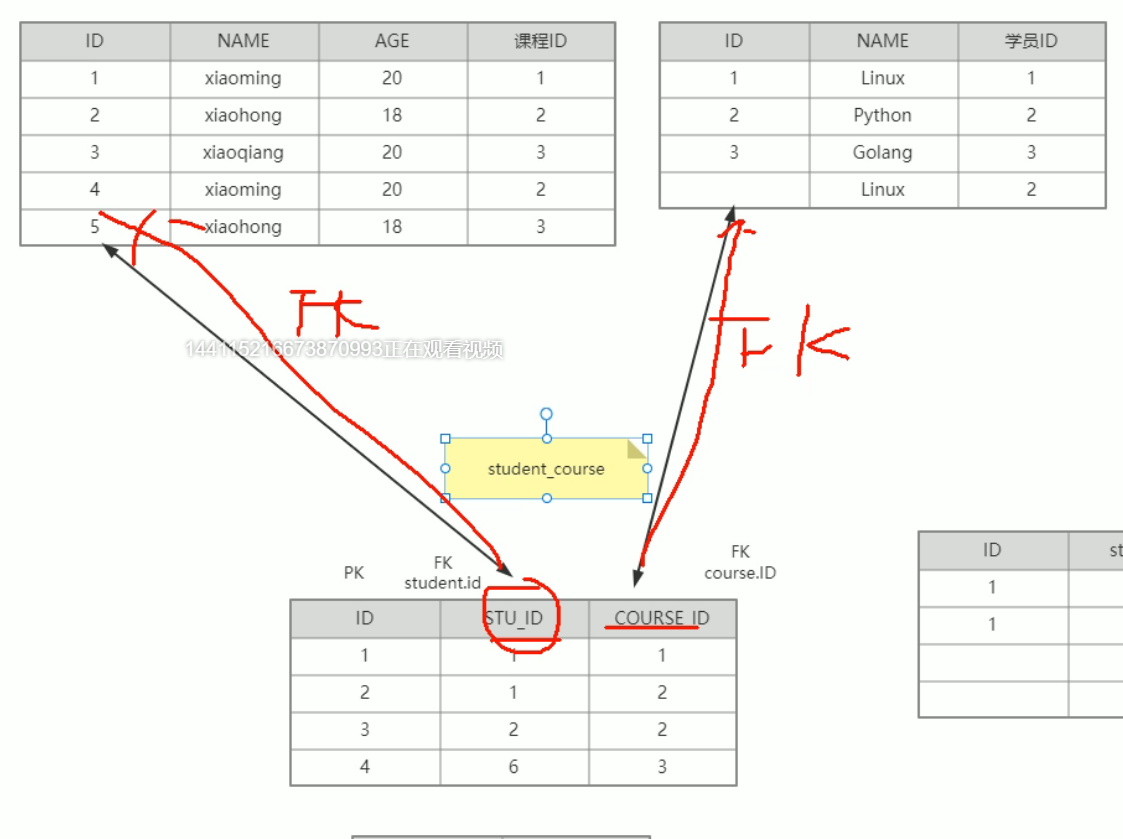 ID NAME AGE 课程ID
1 xiaoming 20 1
2 xiaohong 18 2
3 xiaoqiang 20 3
4 xiaoming 20 2
5 xiaohong 18 3
ID NAME 学员ID
1 Linux 1
2 Python 2
3 Golang 3
Linux 2
FK
FK
144115216673870993正在观看视频
student_course
PK
FK
student.id
FK
course.ID
ID STU_ID COURSE_ID
1 1 1
2 1 2
3 2 2
4 6 3
ID st
1
1